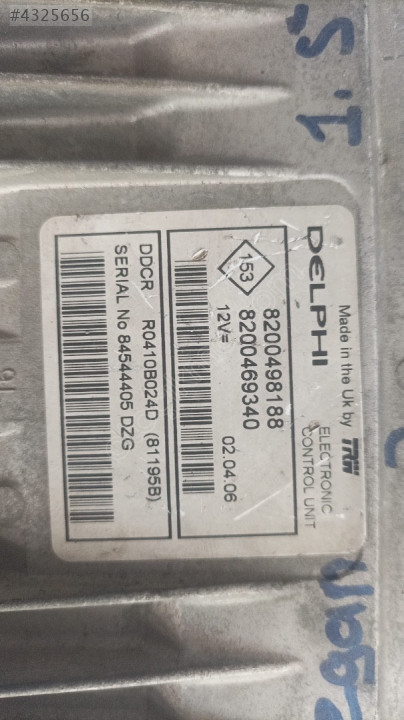 #4325656
1.5
DELPHI
Made in the Uk by TRW
ELECTRONIC
CONTROL UNIT
153
8200498188
8200469340
12V=
02.04.06
DDCR R0410B024D (81195B)
SERIAL No 84544405 DZG